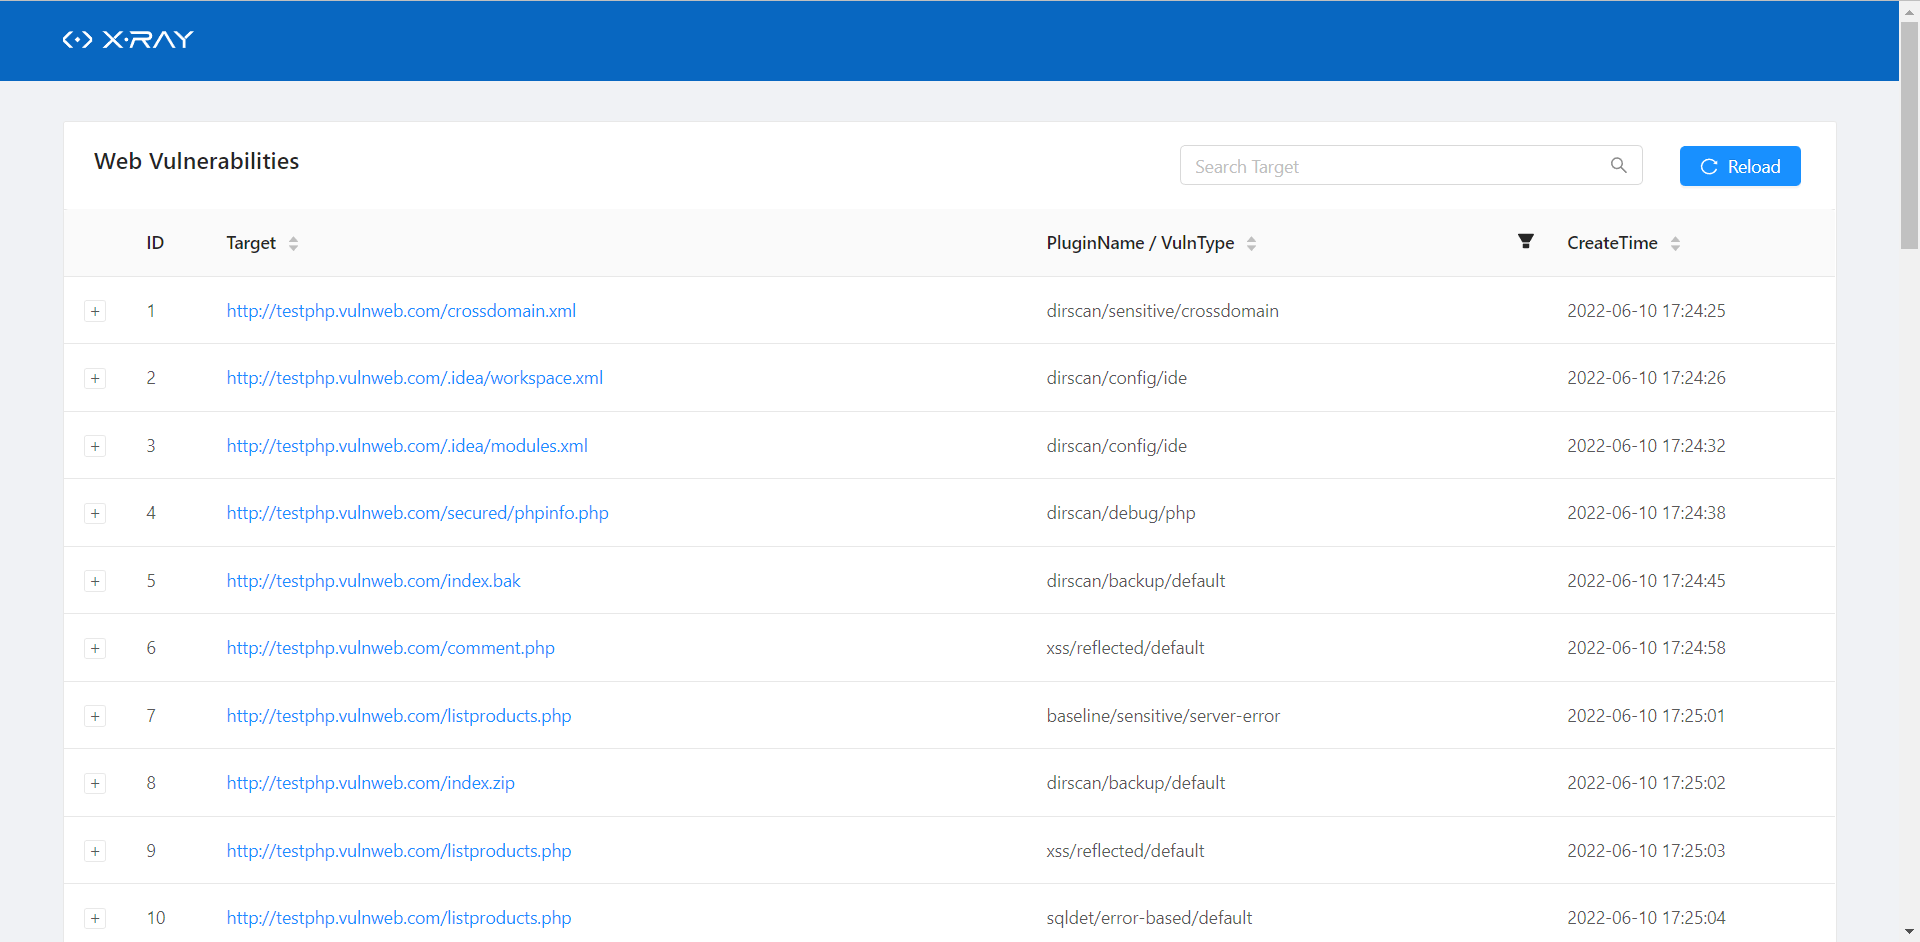 X·RAY
Web Vulnerabilities
Search Target
Reload
ID Target PluginName / VulnType CreateTime
1 http://testphp.vulnweb.com/crossdomain.xml dirscan/sensitive/crossdomain 2022-06-10 17:24:25
2 http://testphp.vulnweb.com/.idea/workspace.xml dirscan/config/ide 2022-06-10 17:24:26
3 http://testphp.vulnweb.com/.idea/modules.xml dirscan/config/ide 2022-06-10 17:24:32
4 http://testphp.vulnweb.com/secured/phpinfo.php dirscan/debug/php 2022-06-10 17:24:38
5 http://testphp.vulnweb.com/index.bak dirscan/backup/default 2022-06-10 17:24:45
6 http://testphp.vulnweb.com/comment.php xss/reflected/default 2022-06-10 17:24:58
7 http://testphp.vulnweb.com/listproducts.php baseline/sensitive/server-error 2022-06-10 17:25:01
8 http://testphp.vulnweb.com/index.zip dirscan/backup/default 2022-06-10 17:25:02
9 http://testphp.vulnweb.com/listproducts.php xss/reflected/default 2022-06-10 17:25:03
10 http://testphp.vulnweb.com/listproducts.php sqldet/error-based/default 2022-06-10 17:25:04